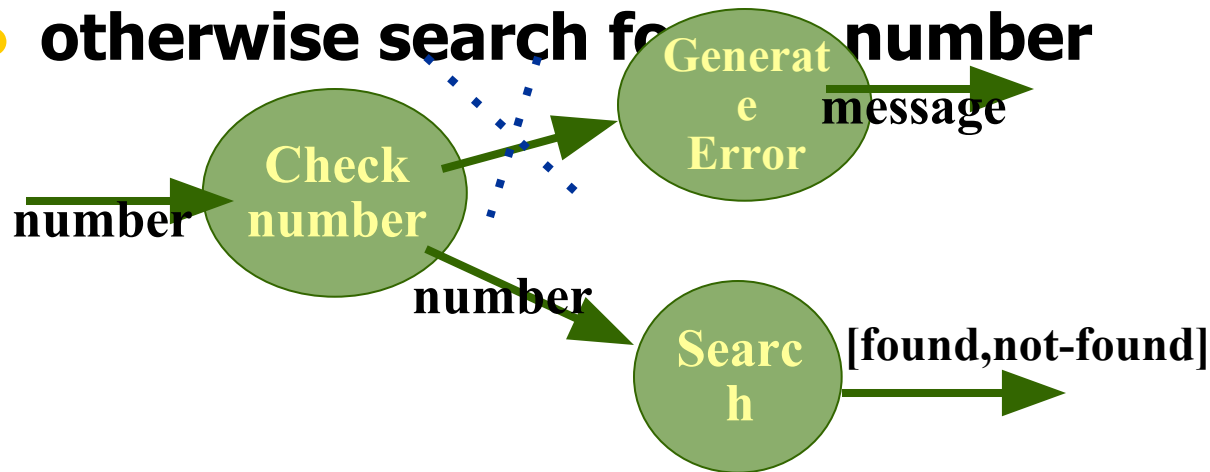 otherwise search fo number
Generat
e
Error
message
Check
number
number
number
Searc
h
[found,not-found]